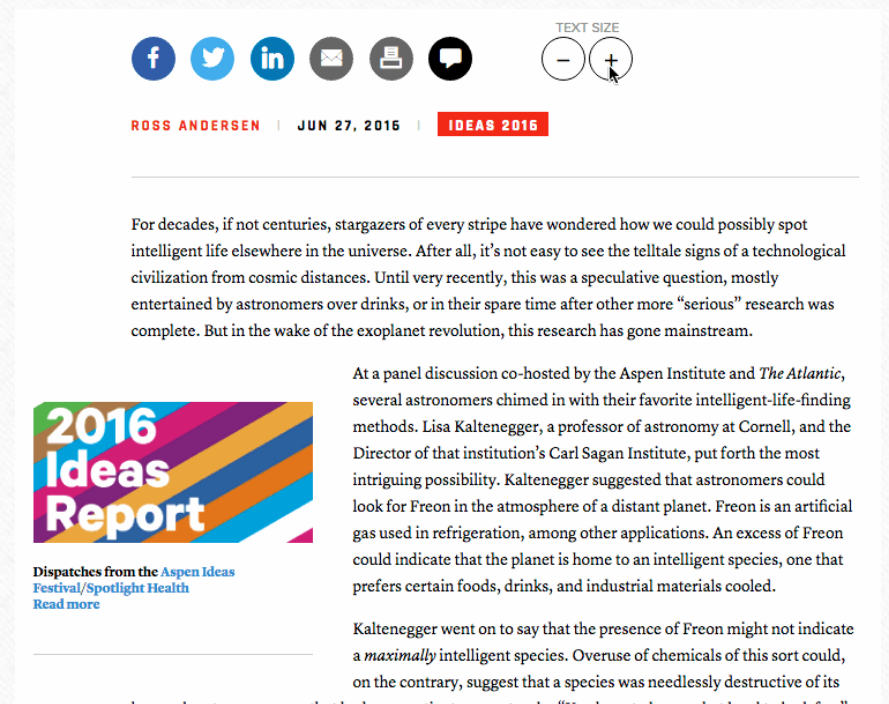 TEXT SIZE
ROSS ANDERSEN | JUN 27, 2016 | IDEAS 2016
For decades, if not centuries, stargazers of every stripe have wondered how we could possibly spot
intelligent life elsewhere in the universe. After all, it’s not easy to see the telltale signs of a technological
civilization from cosmic distances. Until very recently, this was a speculative question, mostly
entertained by astronomers over drinks, or in their spare time after other more “serious” research was
complete. But in the wake of the exoplanet revolution, this research has gone mainstream.
At a panel discussion co-hosted by the Aspen Institute and The Atlantic,
several astronomers chimed in with their favorite intelligent-life-finding
methods. Lisa Kaltenegger, a professor of astronomy at Cornell, and the
Director of that institution’s Carl Sagan Institute, put forth the most
intriguing possibility. Kaltenegger suggested that astronomers could
look for Freon in the atmosphere of a distant planet. Freon is an artificial
gas used in refrigeration, among other applications. An excess of Freon
could indicate that the planet is home to an intelligent species, one that
prefers certain foods, drinks, and industrial materials cooled.
2016
Ideas
Report
Dispatches from the Aspen Ideas
Festival/Spotlight Health
Read more
Kaltenegger went on to say that the presence of Freon might not indicate
a maximally intelligent species. Overuse of chemicals of this sort could,
on the contrary, suggest that a species was needlessly destructive of its